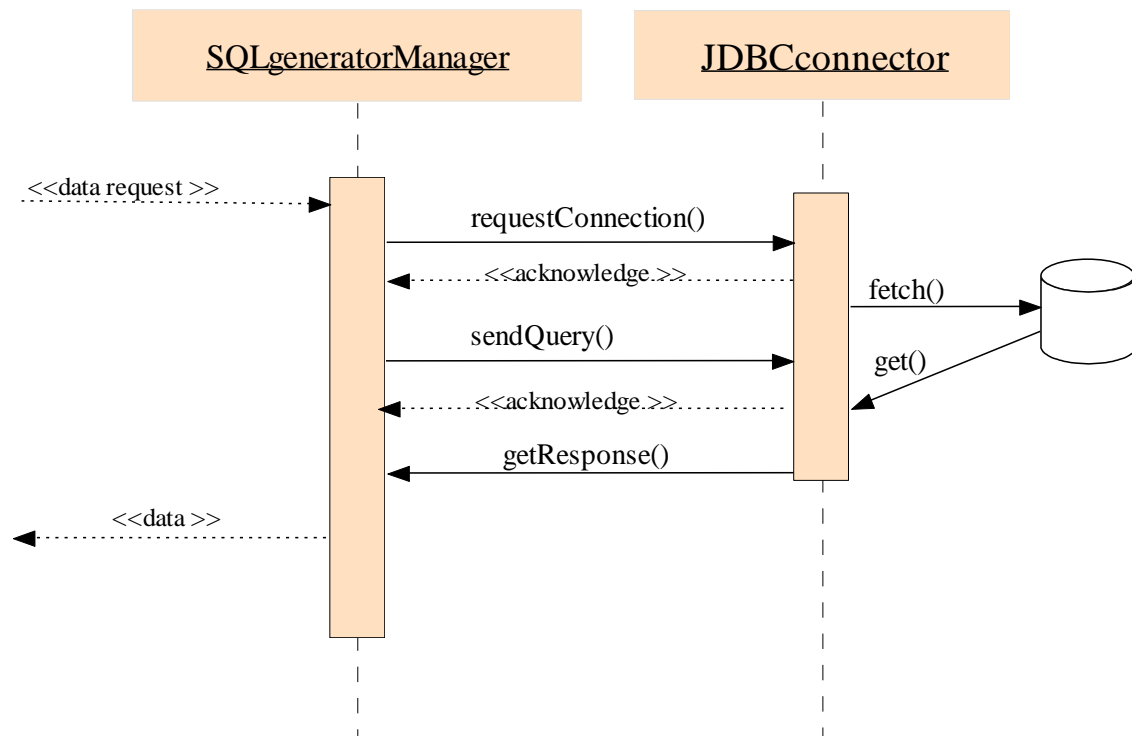 SQLgeneratorManager
JDBCconnector
<<data request >>
requestConnection()
<<acknowledge >>
fetch()
sendQuery()
get()
<<acknowledge >>
getResponse()
<<data >>